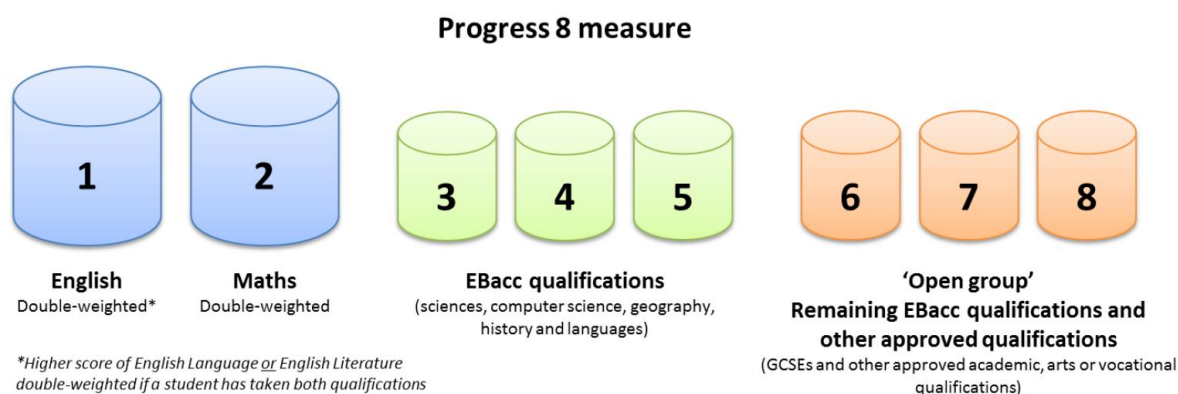 Progress 8 measure
1
2
3
4
5
6
7
8
English
Double-weighted*
Maths
Double-weighted
EBacc qualifications
(sciences, computer science, geography,
history and languages)
‘Open group’
Remaining EBacc qualifications and
other approved qualifications
(GCSEs and other approved academic, arts or vocational
qualifications)
*Higher score of English Language or English Literature
double-weighted if a student has taken both qualifications